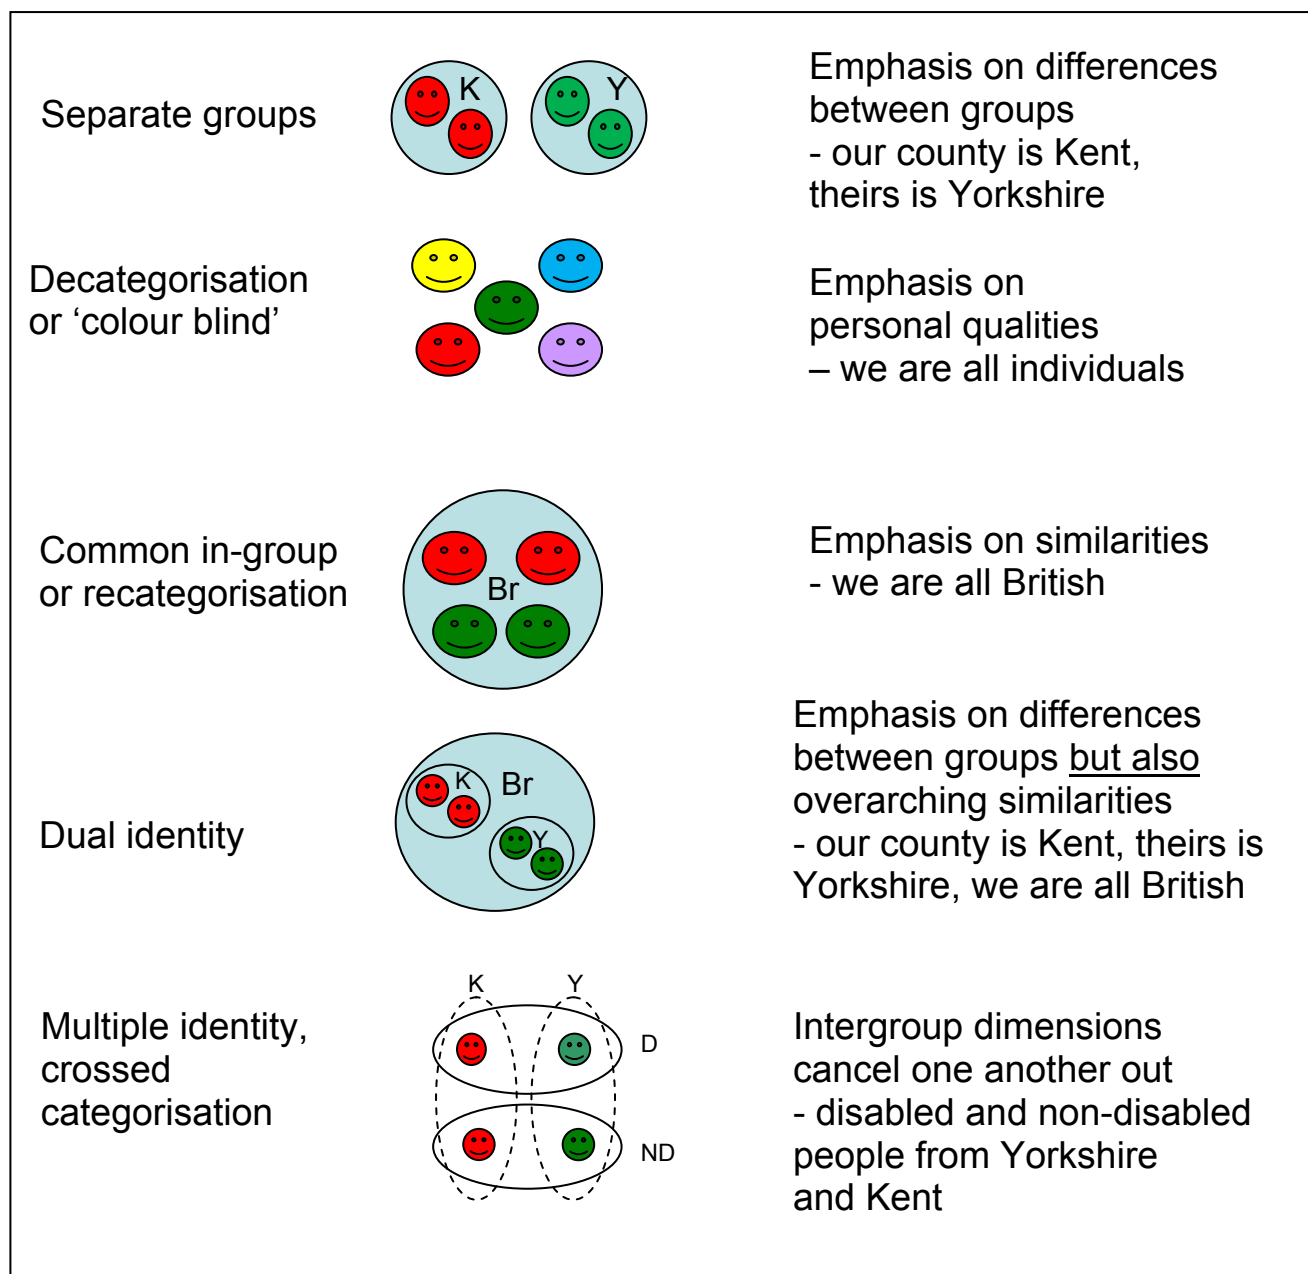 Separate groups
K
Y
Emphasis on differences
between groups
- our county is Kent,
theirs is Yorkshire
Decategorisation
or ‘colour blind’
Emphasis on
personal qualities
– we are all individuals
Common in-group
or recategorisation
Br
Emphasis on similarities
- we are all British
Dual identity
K
Br
Y
Emphasis on differences
between groups but also
overarching similarities
- our county is Kent, theirs is
Yorkshire, we are all British
Multiple identity,
crossed
categorisation
K
Y
D
ND
Intergroup dimensions
cancel one another out
- disabled and non-disabled
people from Yorkshire
and Kent